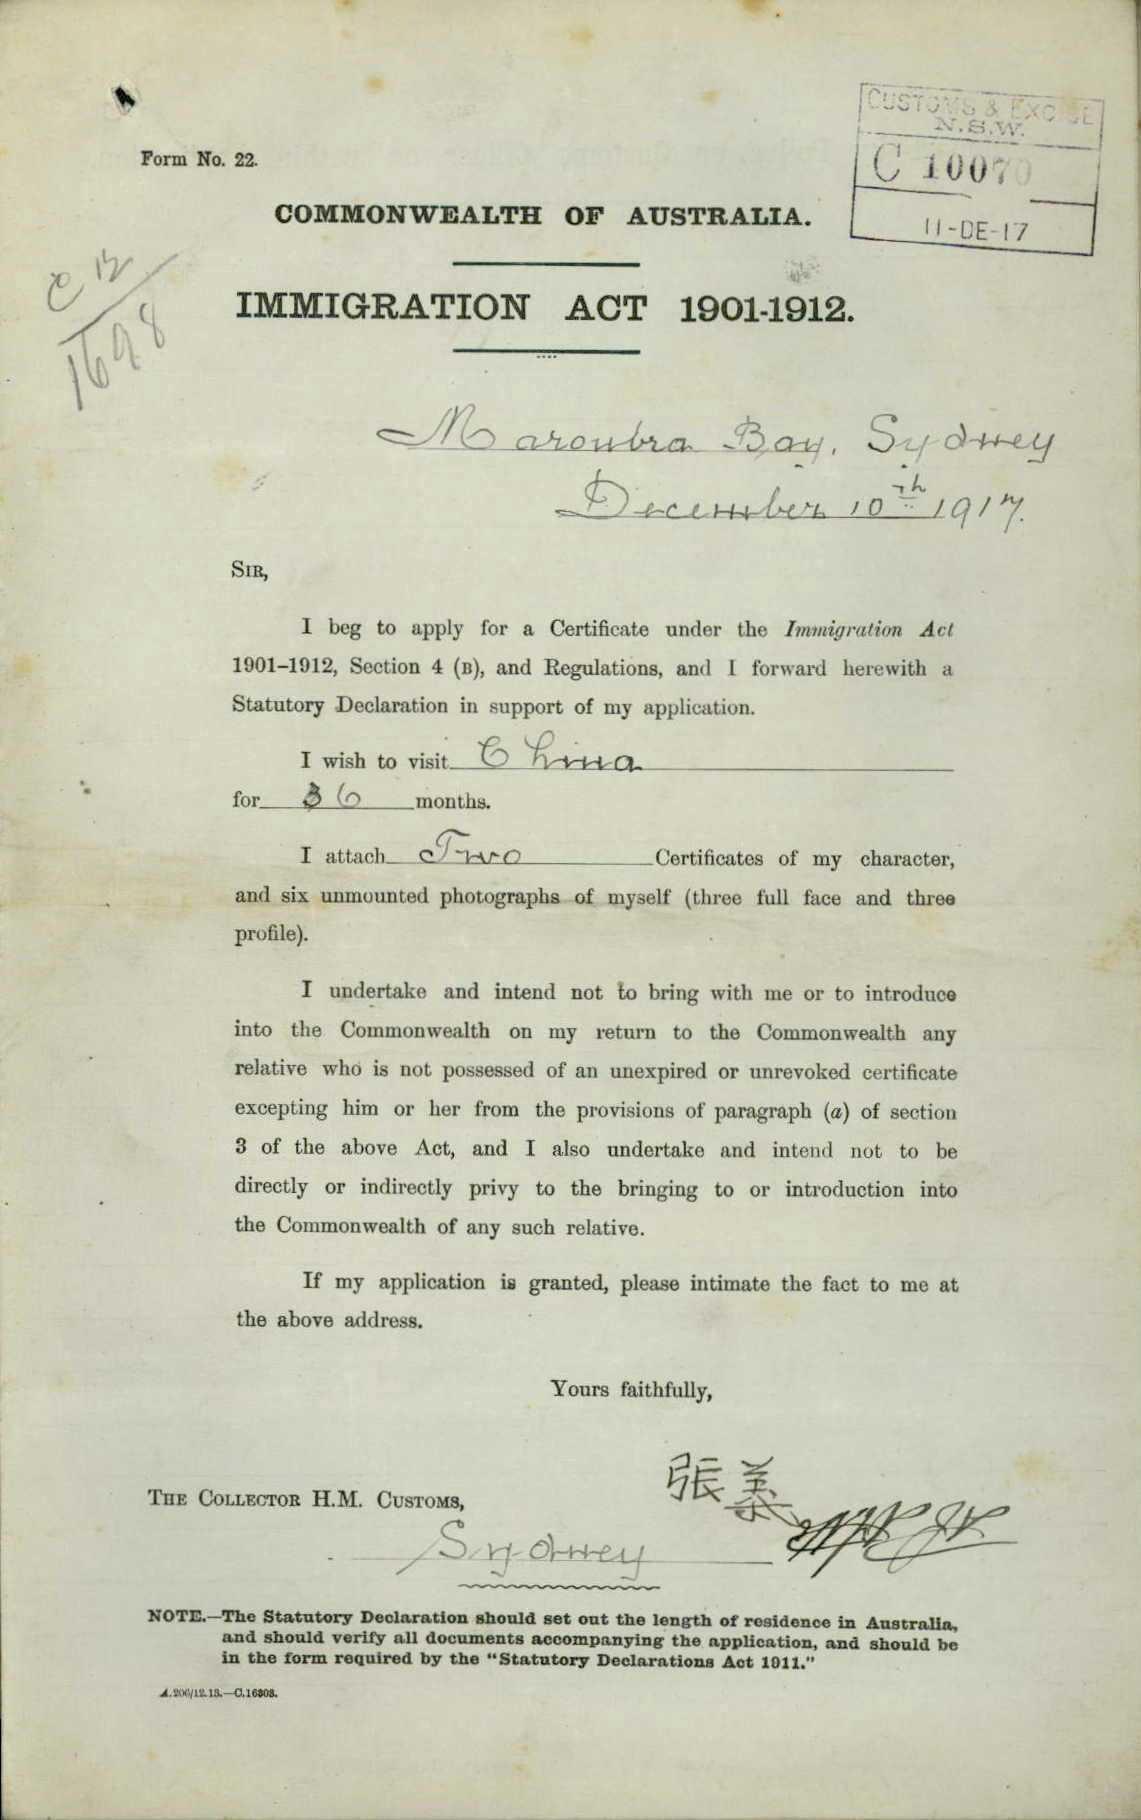 CUSTOMS & EXCISE
N.S.W.
C 10070
11-DE-17
Form No. 22.
COMMONWEALTH OF AUSTRALIA.
C 12
1698
IMMIGRATION ACT 1901-1912.
Maroubra Bay, Sydney
December 10th 1917.
SIR,
I beg to apply for a Certificate under the Immigration Act
1901–1912, Section 4 (B), and Regulations, and I forward herewith a
Statutory Declaration in support of my application.
I wish to visit China
for 36 months.
I attach Two Certificates of my character,
and six unmounted photographs of myself (three full face and three
profile).
I undertake and intend not to bring with me or to introduce
into the Commonwealth on my return to the Commonwealth any
relative who is not possessed of an unexpired or unrevoked certificate
excepting him or her from the provisions of paragraph (a) of section
3 of the above Act, and I also undertake and intend not to be
directly or indirectly privy to the bringing to or introduction into
the Commonwealth of any such relative.
If my application is granted, please intimate the fact to me at
the above address.
Yours faithfully,
張義
THE COLLECTOR H.M. CUSTOMS,
Sydney
NOTE.—The Statutory Declaration should set out the length of residence in Australia,
and should verify all documents accompanying the application, and should be
in the form required by the "Statutory Declarations Act 1911."
A.206/12.13.—C.16303.